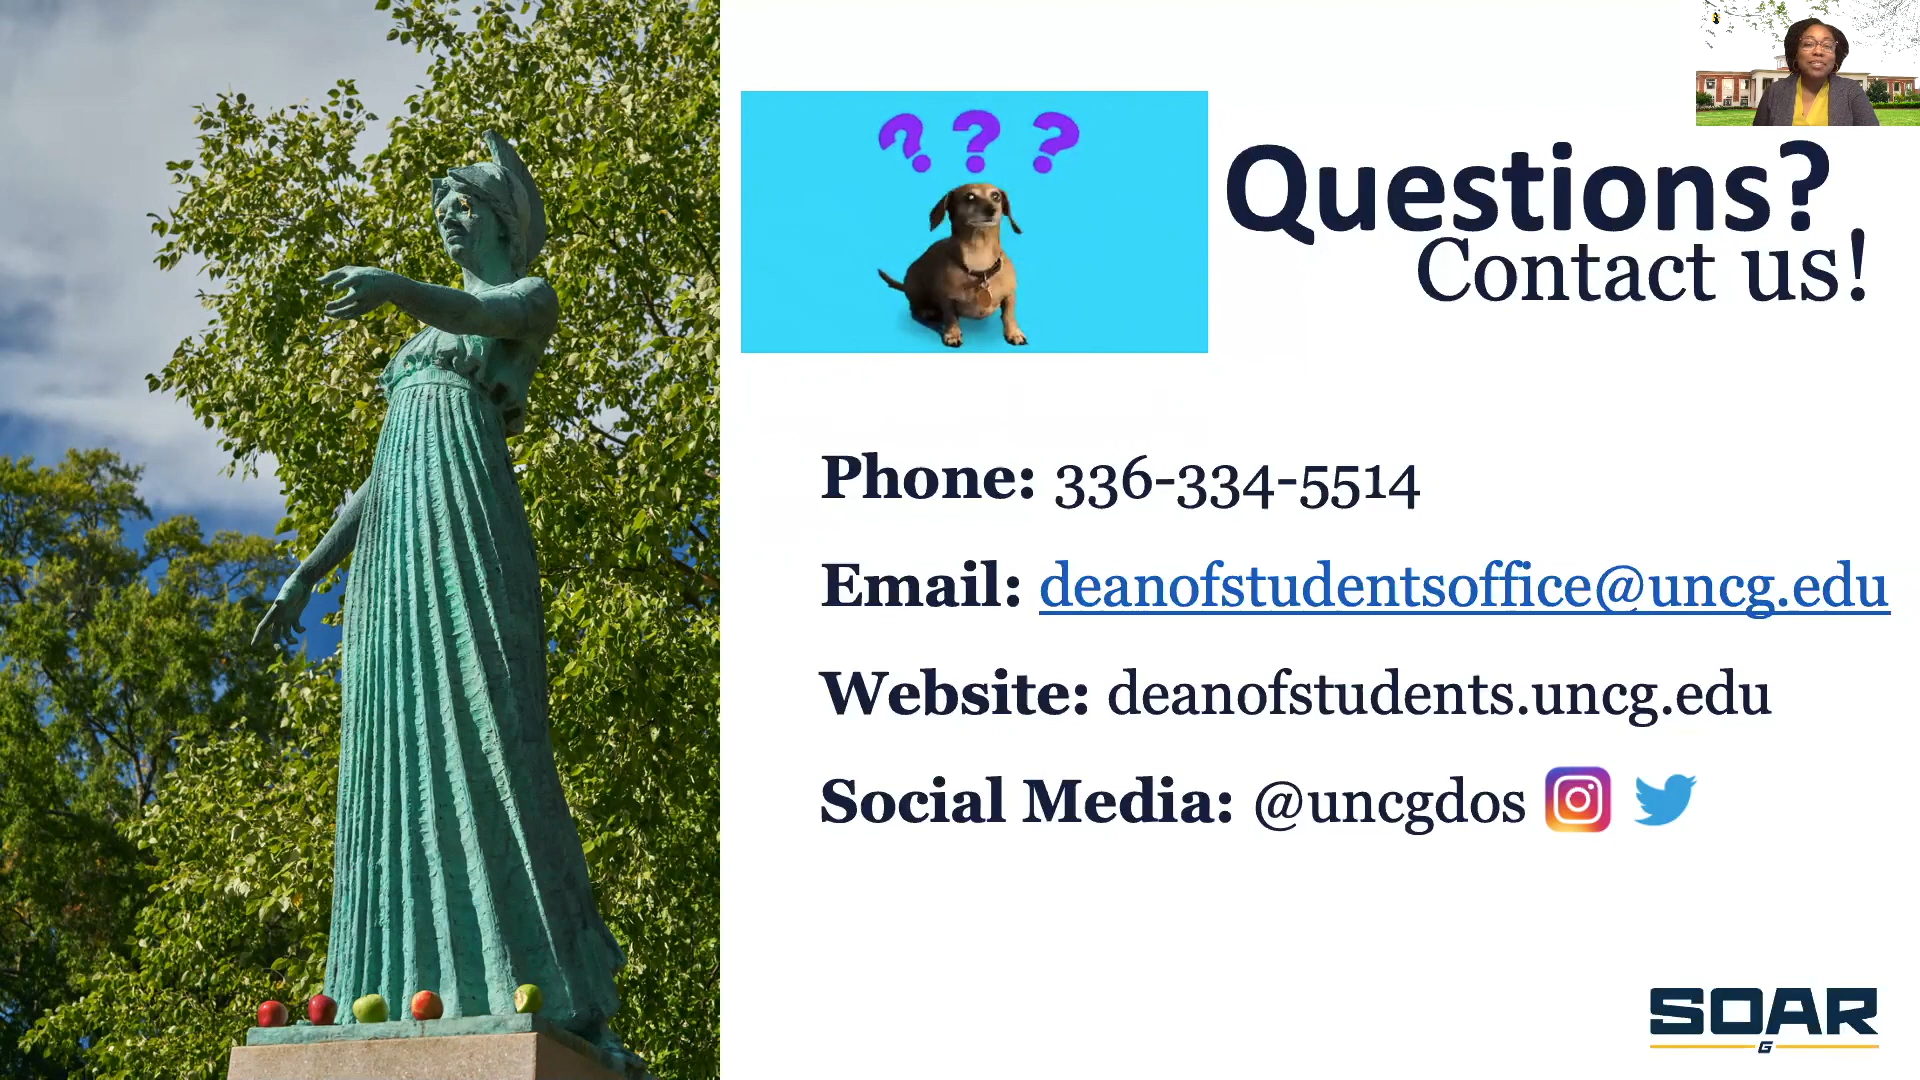 ? ? ?
Questions?
Contact us!
Phone: 336-334-5514
Email: deanofstudentsoffice@uncg.edu
Website: deanofstudents.uncg.edu
Social Media: @uncgdos
SOAR
G